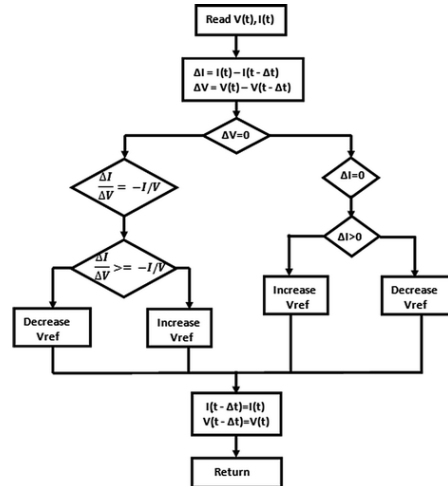 Read V(t), I(t)
ΔI = I(t) – I(t - Δt)
ΔV = V(t) – V(t - Δt)
ΔV=0
ΔI/ΔV = −I/V
ΔI=0
ΔI/ΔV >= −I/V
ΔI>0
Decrease
Vref
Increase
Vref
Increase
Vref
Decrease
Vref
I(t - Δt)=I(t)
V(t - Δt)=V(t)
Return